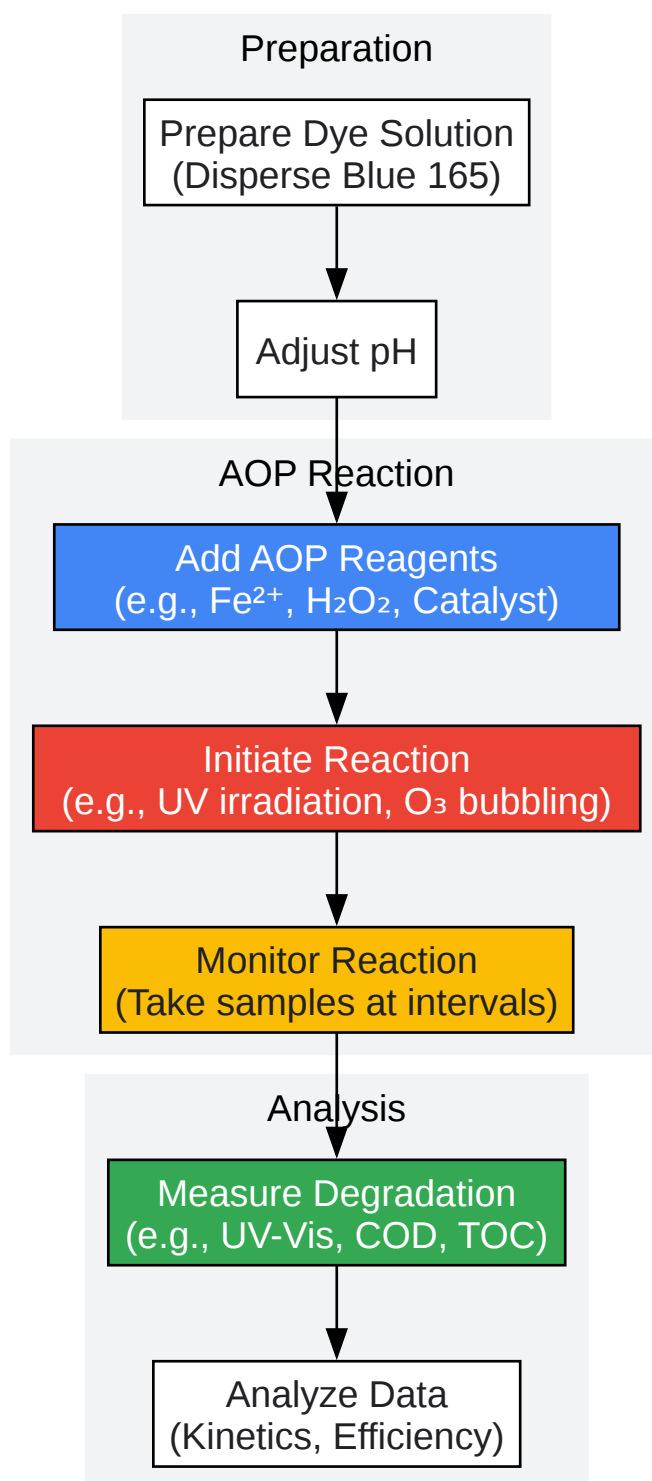 Preparation
Prepare Dye Solution
(Disperse Blue 165)
Adjust pH
AOP Reaction
Add AOP Reagents
(e.g., Fe²⁺, H₂O₂, Catalyst)
Initiate Reaction
(e.g., UV irradiation, O₃ bubbling)
Monitor Reaction
(Take samples at intervals)
Analysis
Measure Degradation
(e.g., UV-Vis, COD, TOC)
Analyze Data
(Kinetics, Efficiency)